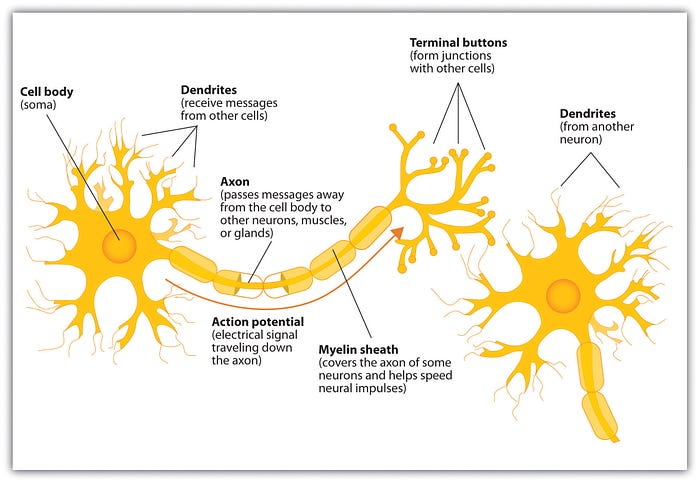 Terminal buttons
(form junctions
with other cells)
Cell body
(soma)
Dendrites
(receive messages
from other cells)
Dendrites
(from another
neuron)
Axon
(passes messages away
from the cell body to
other neurons, muscles,
or glands)
Action potential
(electrical signal
traveling down
the axon)
Myelin sheath
(covers the axon of some
neurons and helps speed
neural impulses)